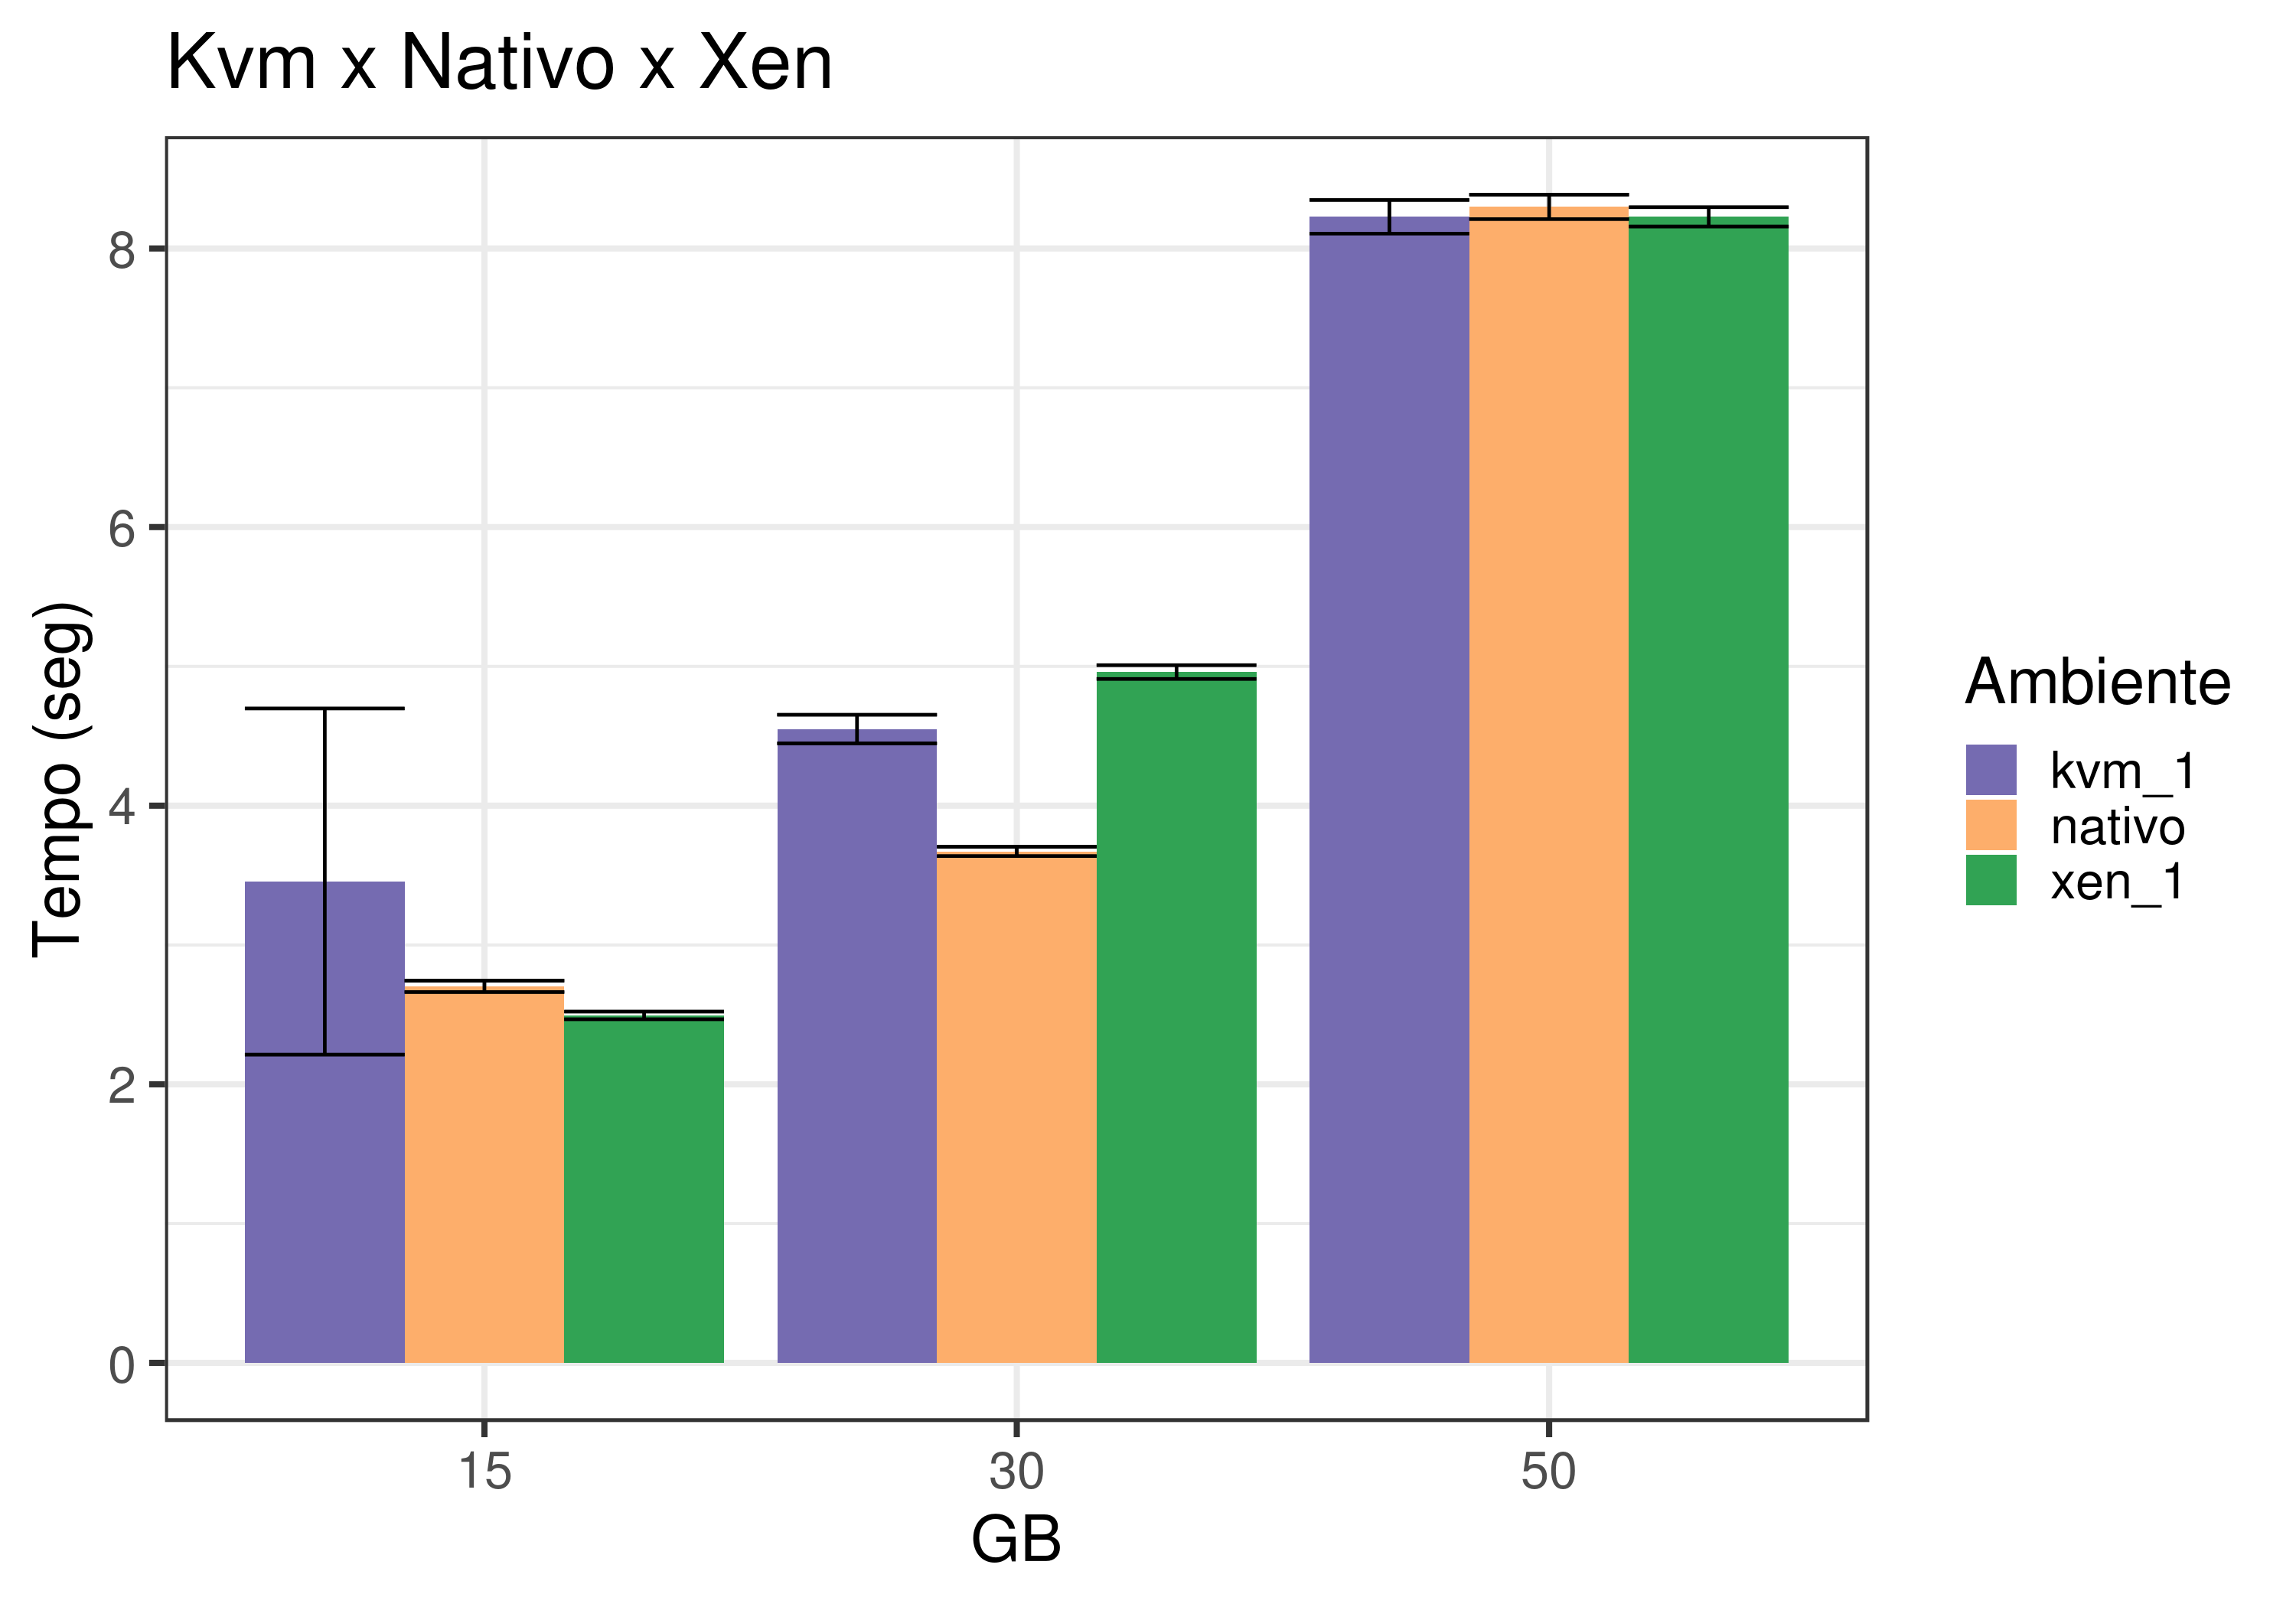 Kvm x Nativo x Xen
Tempo (seg)
8
6
4
2
0
15 30 50
GB
Ambiente
kvm_1
nativo
xen_1